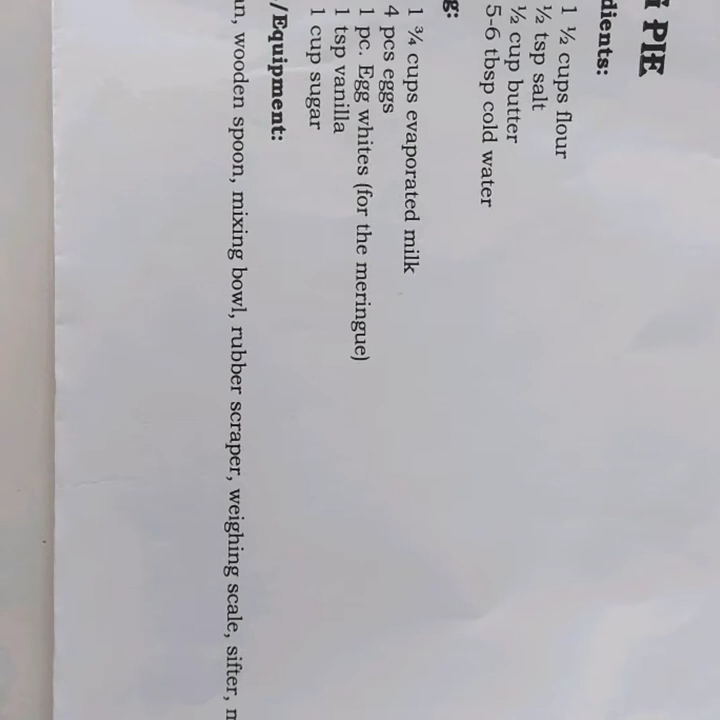 PIE
dients:
1 ½ cups flour
½ tsp salt
½ cup butter
5-6 tbsp cold water
g:
1 ¾ cups evaporated milk
4 pcs eggs
1 pc. Egg whites (for the meringue)
1 tsp vanilla
1 cup sugar
/Equipment:
an, wooden spoon, mixing bowl, rubber scraper, weighing scale, sifter,